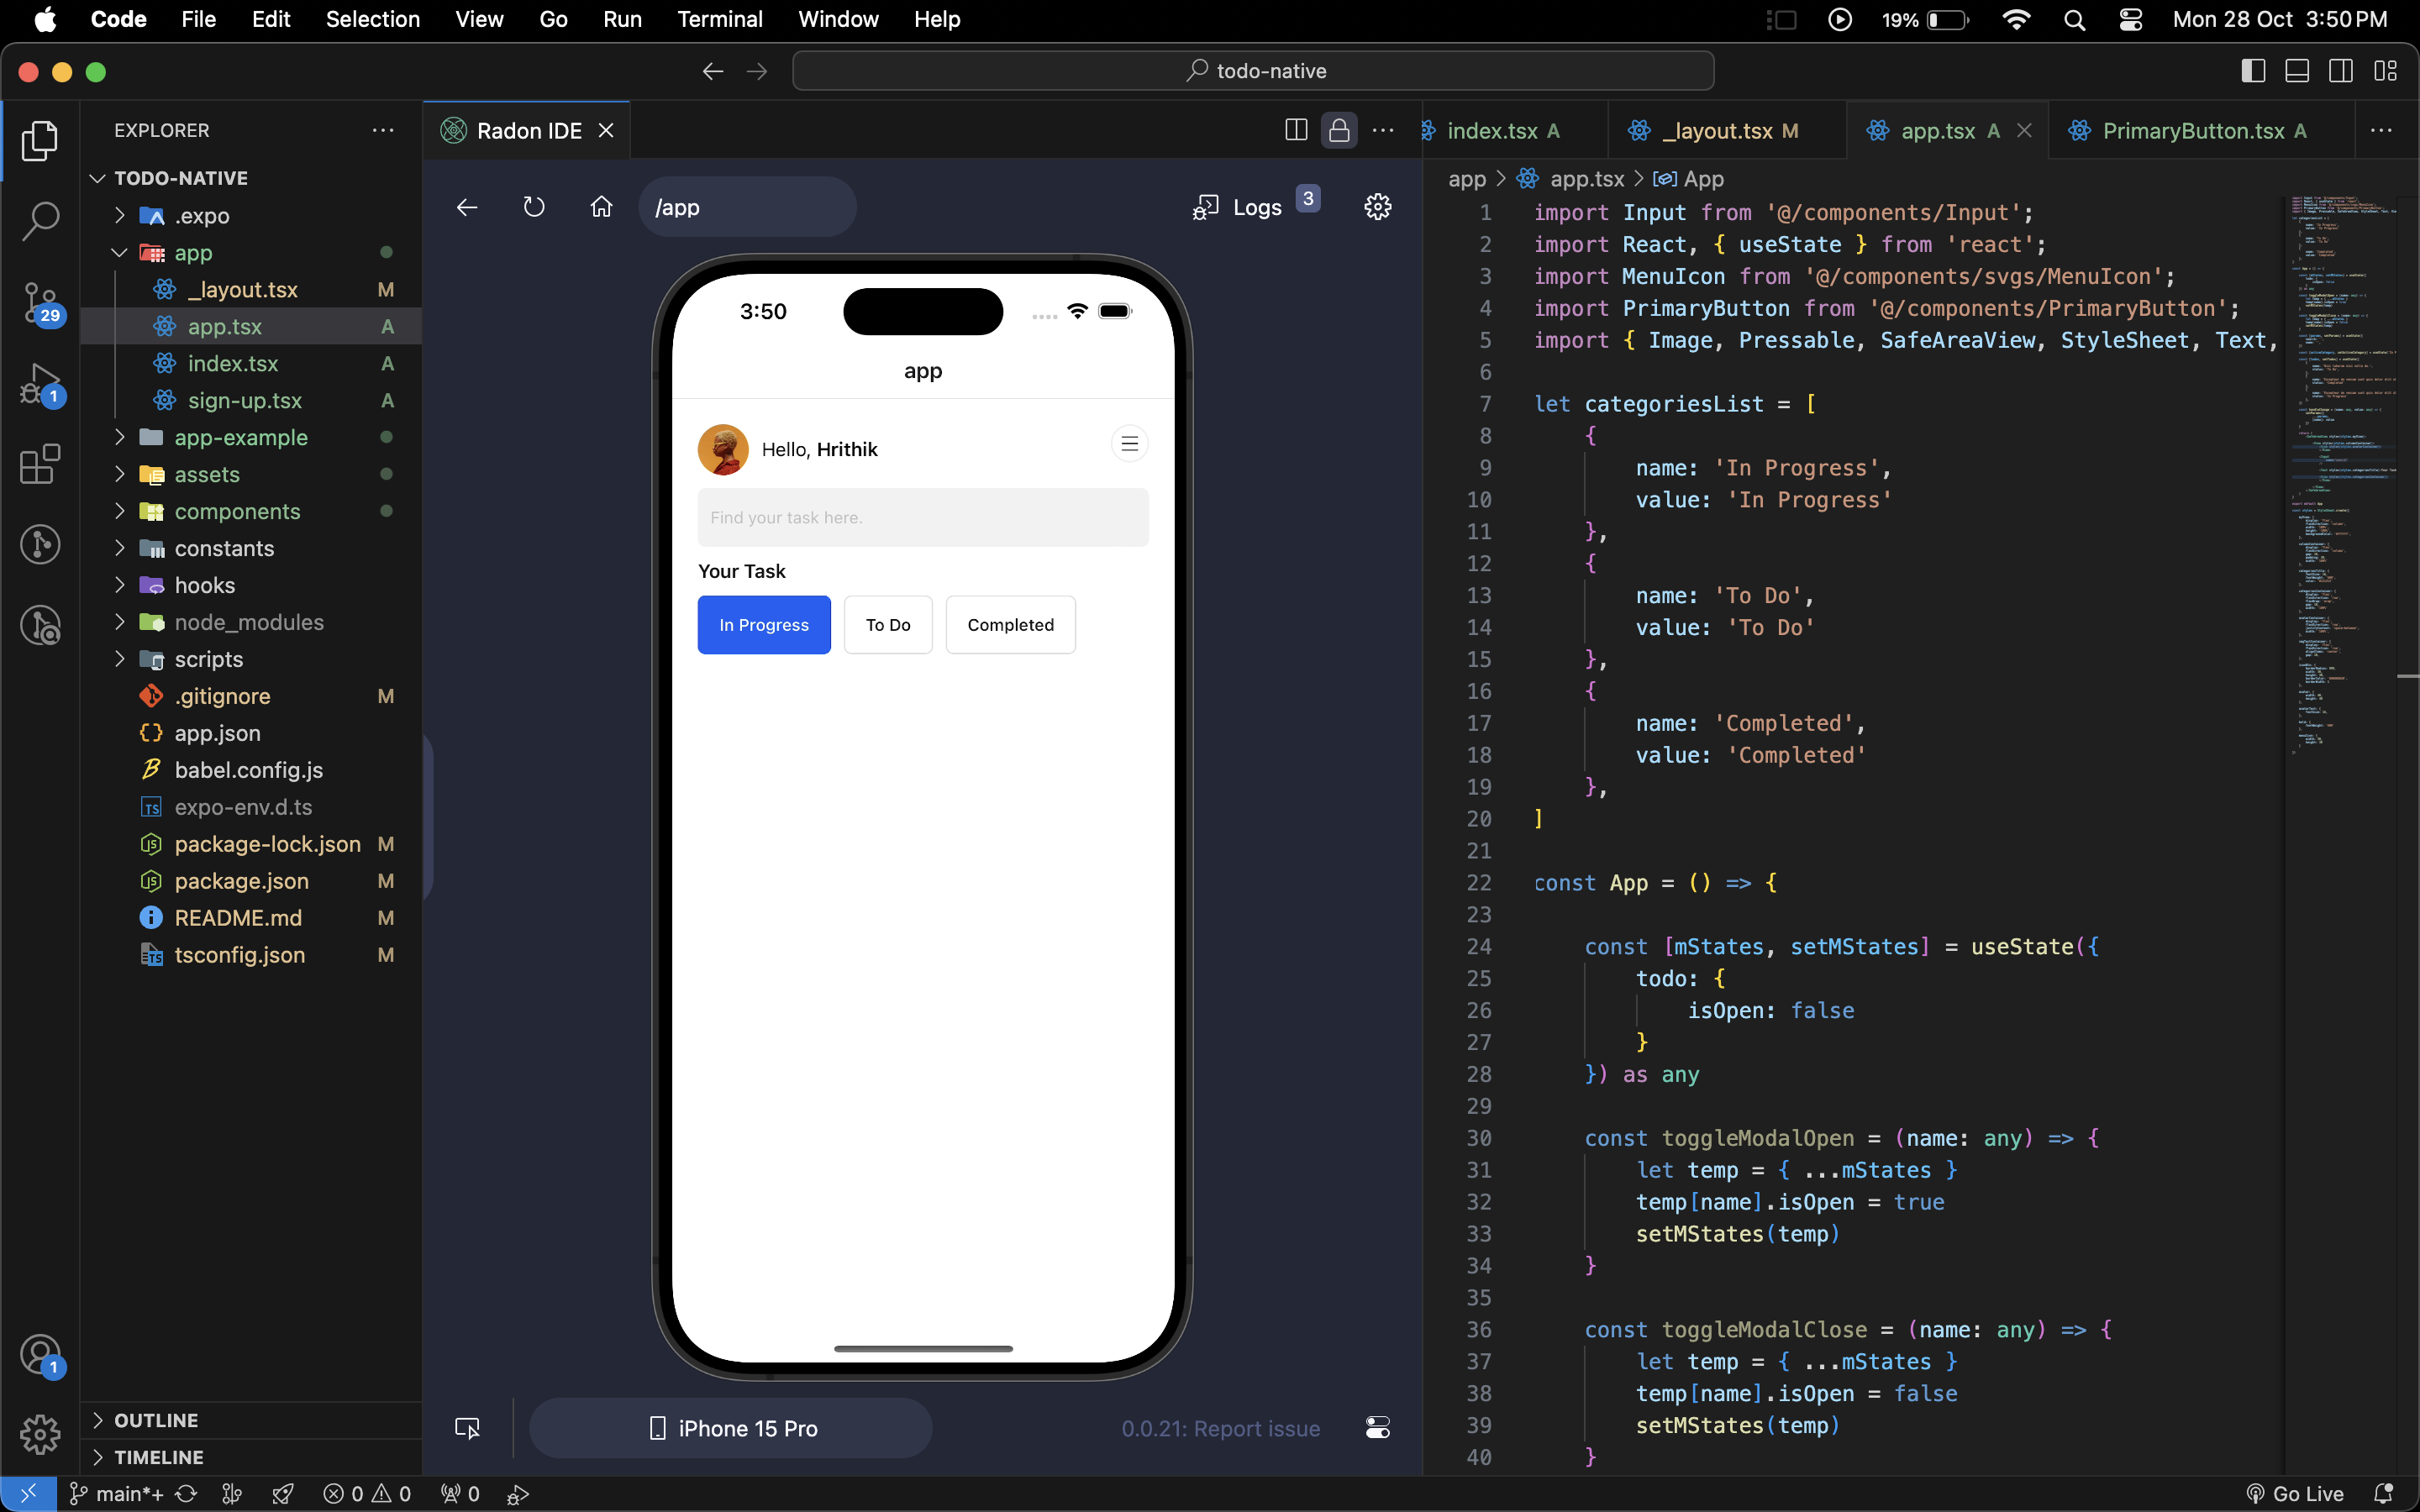 Code File Edit Selection View Go Run Terminal Window Help 19% Mon 28 Oct 3:50 PM
todo-native
EXPLORER
TODO-NATIVE
.expo
app
_layout.tsx M
app.tsx A
index.tsx A
sign-up.tsx A
app-example
assets
components
constants
hooks
node_modules
scripts
.gitignore M
app.json
babel.config.js
expo-env.d.ts
package-lock.json M
package.json M
README.md M
tsconfig.json M
OUTLINE
TIMELINE
29
1
1
Radon IDE
/app
Logs 3
3:50
app
Hello, Hrithik
Find your task here.
Your Task
In Progress To Do Completed
iPhone 15 Pro
0.0.21: Report issue
index.tsx A _layout.tsx M app.tsx A PrimaryButton.tsx A
app > app.tsx > App
1 import Input from '@/components/Input';
2 import React, { useState } from 'react';
3 import MenuIcon from '@/components/svgs/MenuIcon';
4 import PrimaryButton from '@/components/PrimaryButton';
5 import { Image, Pressable, SafeAreaView, StyleSheet, Text,
6
7 let categoriesList = [
8 {
9 name: 'In Progress',
10 value: 'In Progress'
11 },
12 {
13 name: 'To Do',
14 value: 'To Do'
15 },
16 {
17 name: 'Completed',
18 value: 'Completed'
19 },
20 ]
21
22 const App = () => {
23
24 const [mStates, setMStates] = useState({
25 todo: {
26 isOpen: false
27 }
28 }) as any
29
30 const toggleModalOpen = (name: any) => {
31 let temp = { ...mStates }
32 temp[name].isOpen = true
33 setMStates(temp)
34 }
35
36 const toggleModalClose = (name: any) => {
37 let temp = { ...mStates }
38 temp[name].isOpen = false
39 setMStates(temp)
40 }
main*+ 0 0 0 Go Live